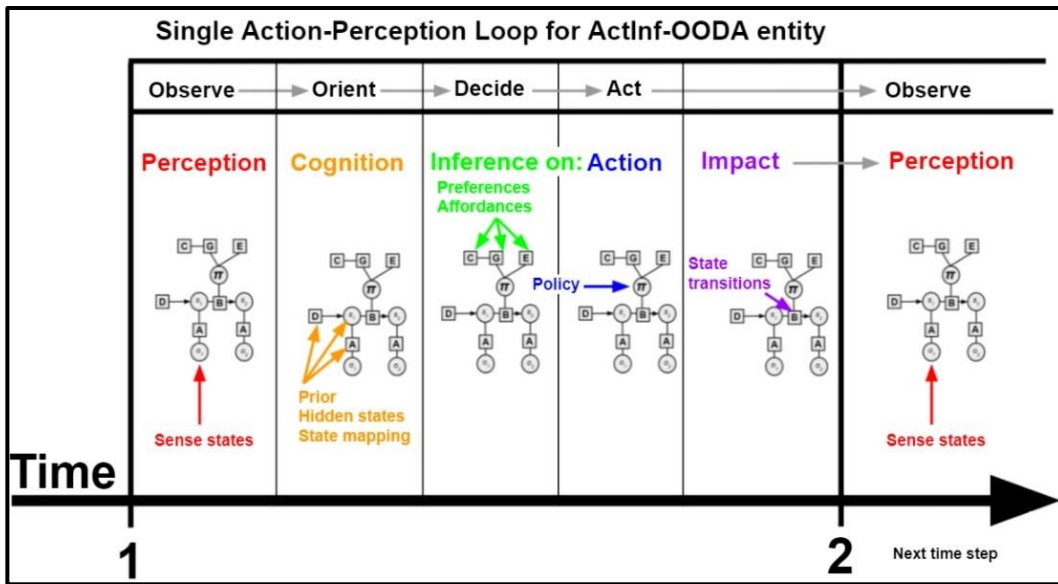 Single Action-Perception Loop for ActInf-OODA entity
Observe Orient Decide Act Observe
Perception Cognition Inference on: Action Impact Perception
Preferences
Affordances
C G E
π
D B
A A
Sense states
C G E
π
D B
A A
Prior
Hidden states
State mapping
C G E
π
D B
A A
C G E
Policy π
D B
A A
State
transitions
C G E
π
D B
A A
C G E
π
D B
A A
Sense states
Time
1 2 Next time step